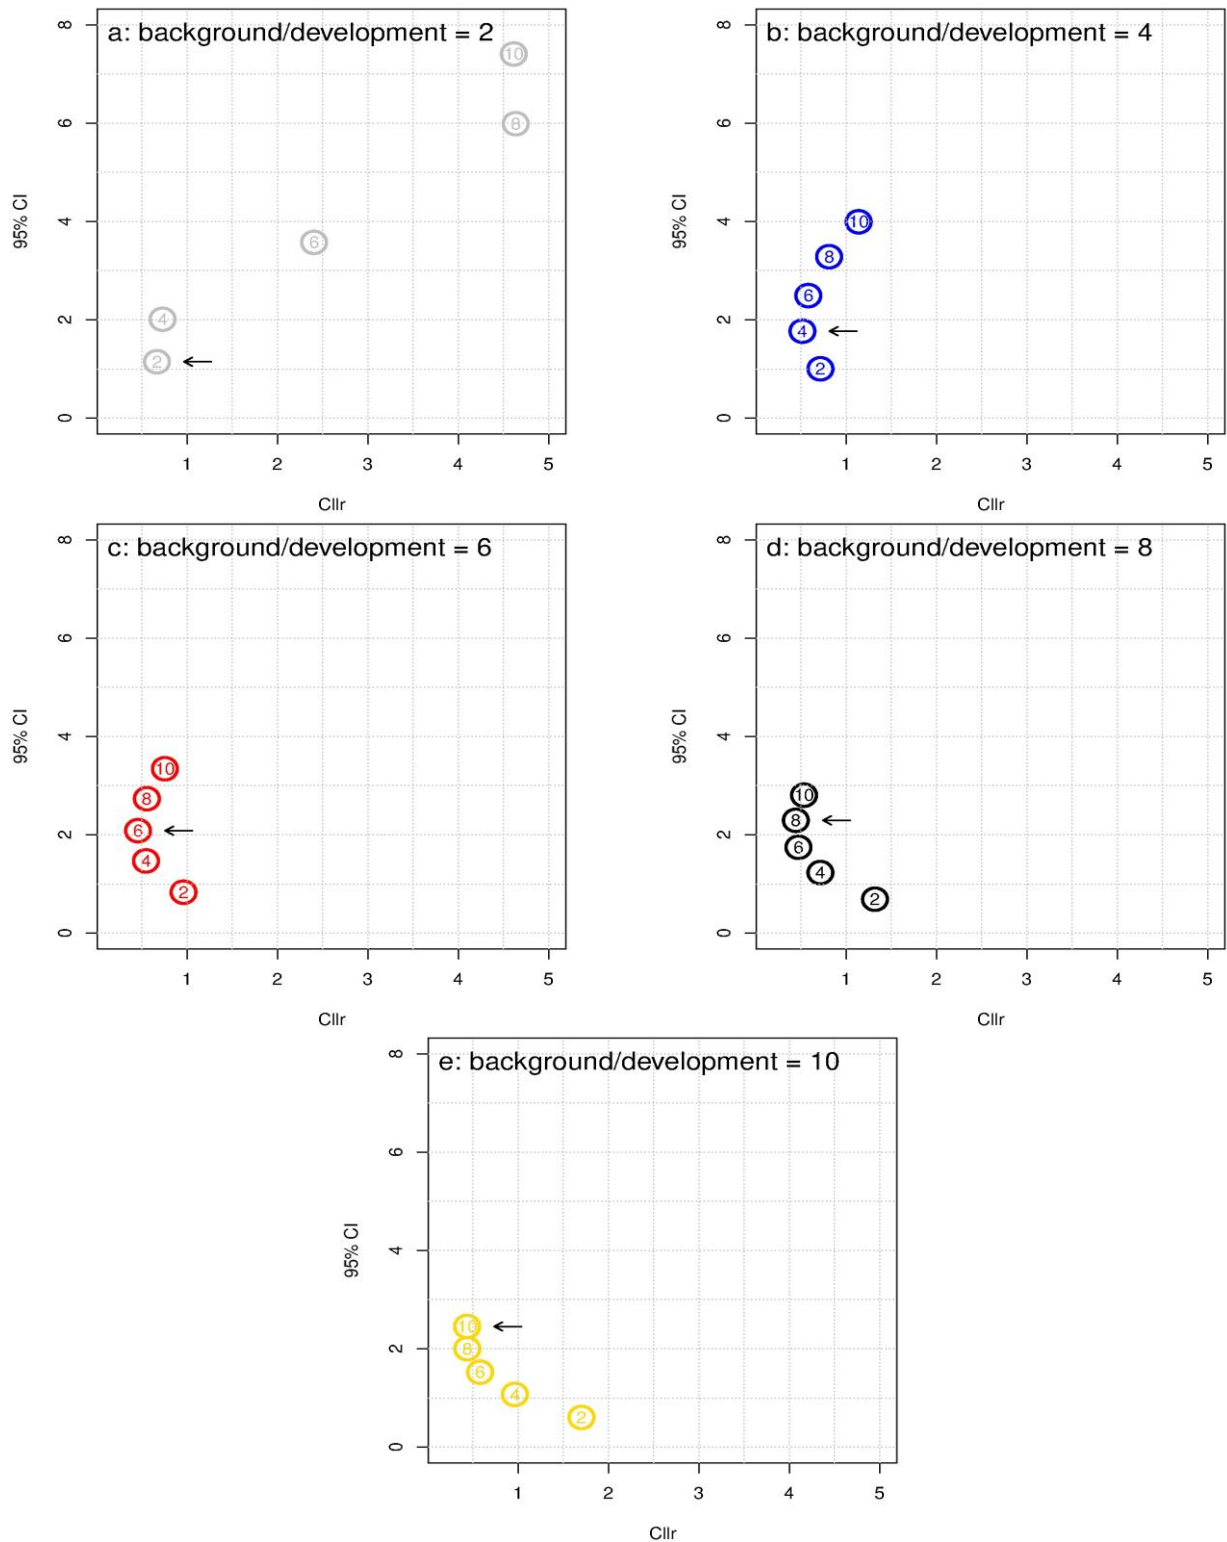 a: background/development = 2
8
6
4
2
0
95% CI
10
8
6
4
2
1 2 3 4 5
Cllr
b: background/development = 4
8
6
4
2
0
95% CI
10
8
6
4
2
1 2 3 4 5
Cllr
c: background/development = 6
8
6
4
2
0
95% CI
10
8
6
4
2
1 2 3 4 5
Cllr
d: background/development = 8
8
6
4
2
0
95% CI
10
8
6
4
2
1 2 3 4 5
Cllr
e: background/development = 10
8
6
4
2
0
95% CI
10
8
6
4
2
1 2 3 4 5
Cllr